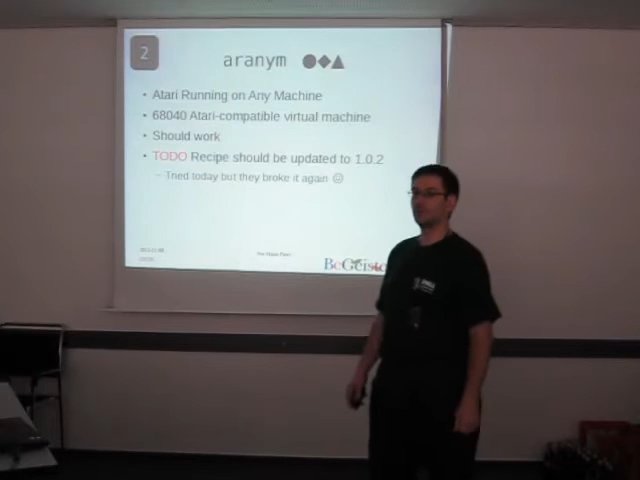 2
aranym
• Atari Running on Any Machine
• 68040 Atari-compatible virtual machine
• Should work
• TODO Recipe should be updated to 1.0.2
– Tried today but they broke it again ☺
BeGeistert